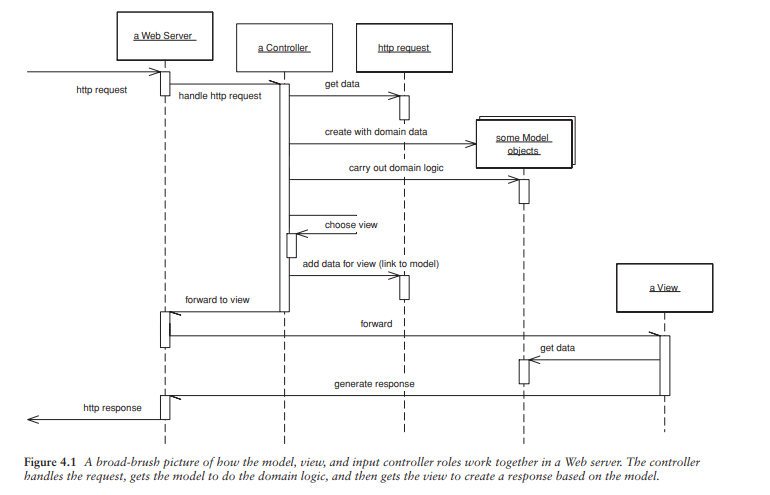 a Web Server
a Controller
http request
http request
handle http request
get data
create with domain data
some Model
objects
carry out domain logic
choose view
add data for view (link to model)
a View
forward to view
forward
get data
generate response
http response
Figure 4.1 A broad-brush picture of how the model, view, and input controller roles work together in a Web server. The controller
handles the request, gets the model to do the domain logic, and then gets the view to create a response based on the model.